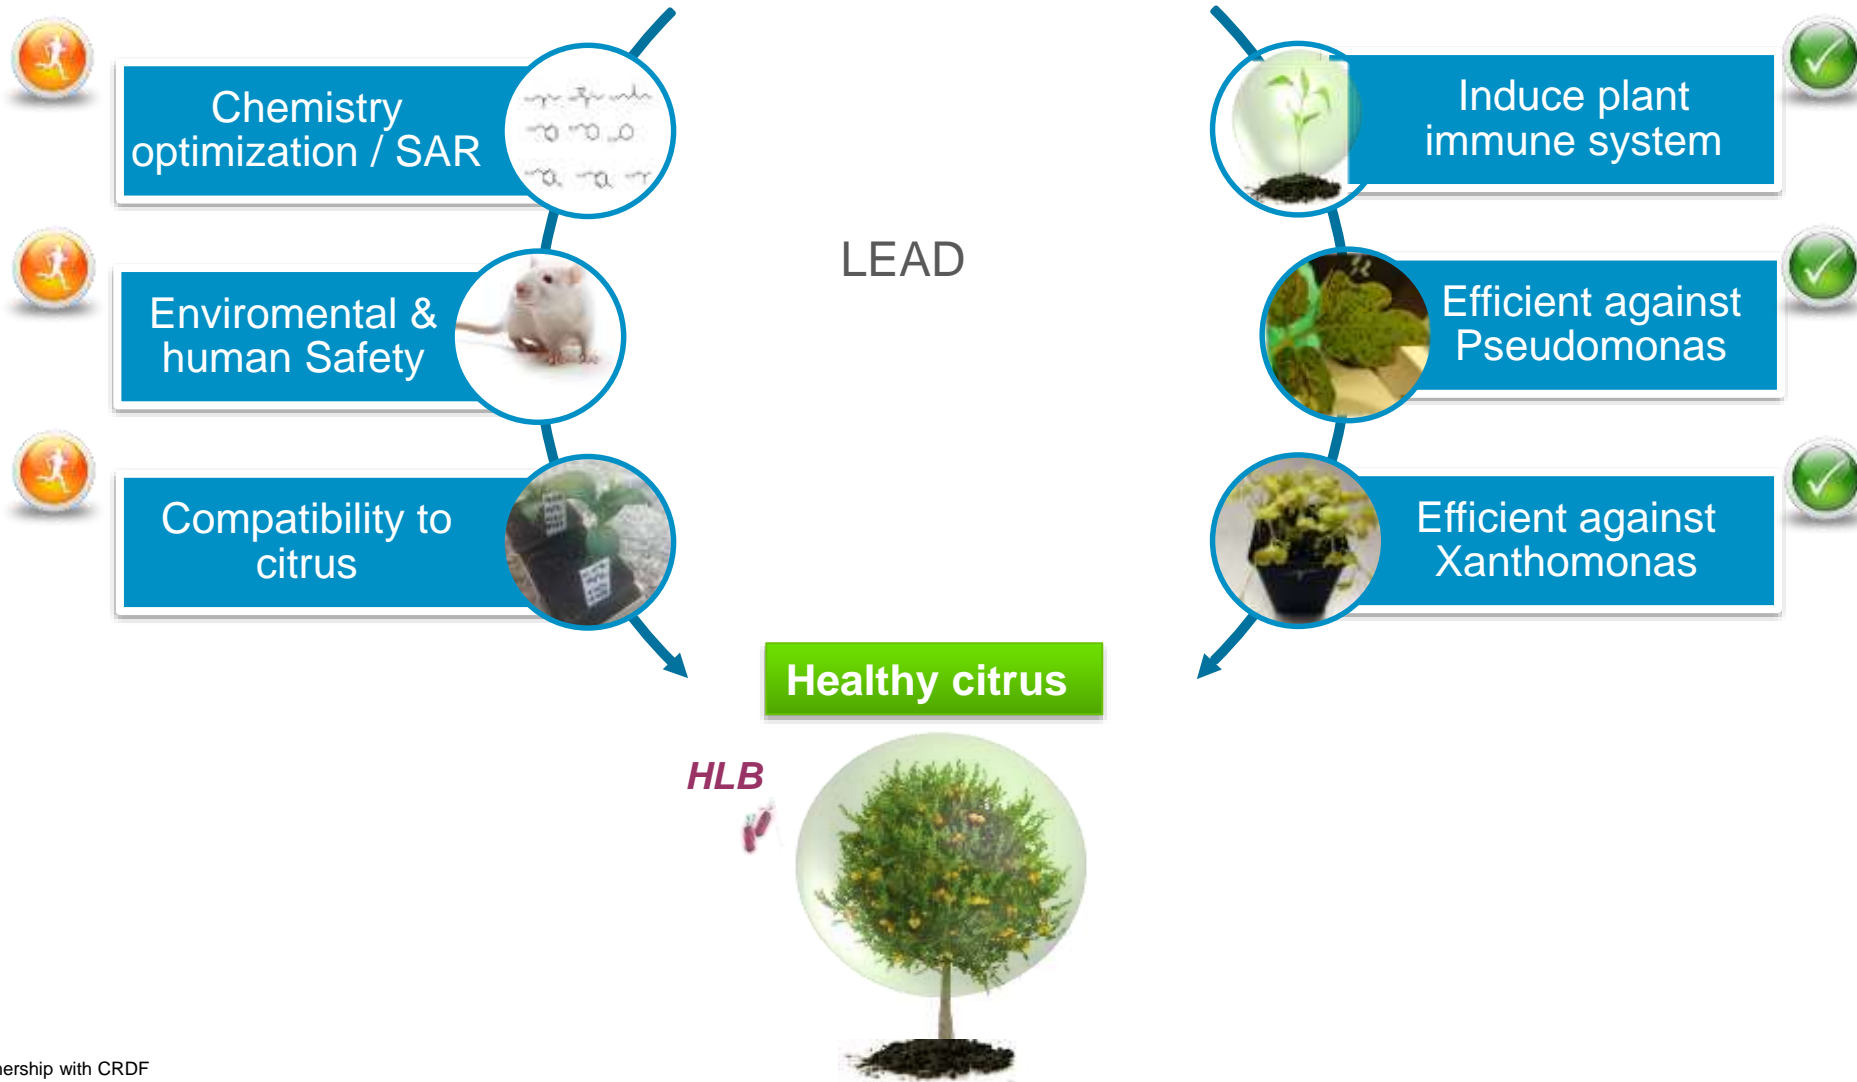 Chemistry
optimization / SAR
Enviromental &
human Safety
Compatibility to
citrus
LEAD
Induce plant
immune system
Efficient against
Pseudomonas
Efficient against
Xanthomonas
Healthy citrus
HLB
with CRDF